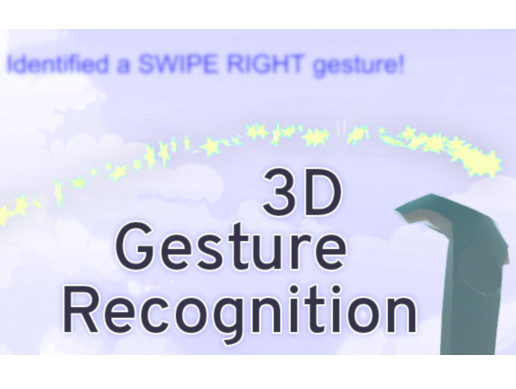 Identified a SWIPE RIGHT gesture!
3D
Gesture
Recognition